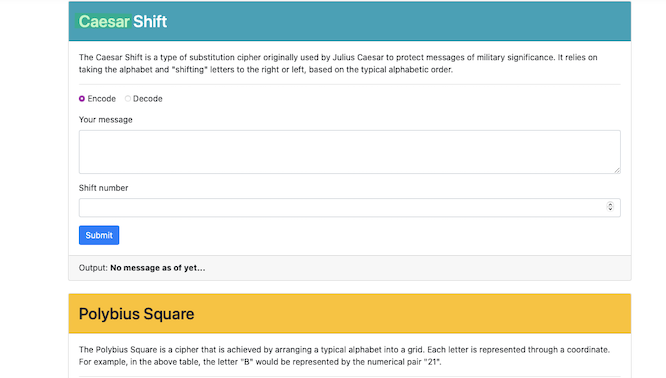 Caesar Shift
The Caesar Shift is a type of substitution cipher originally used by Julius Caesar to protect messages of military significance. It relies on
taking the alphabet and "shifting" letters to the right or left, based on the typical alphabetic order.
Encode Decode
Your message
Shift number
Submit
Output: No message as of yet...
Polybius Square
The Polybius Square is a cipher that is achieved by arranging a typical alphabet into a grid. Each letter is represented through a coordinate.
For example, in the above table, the letter "B" would be represented by the numerical pair "21".